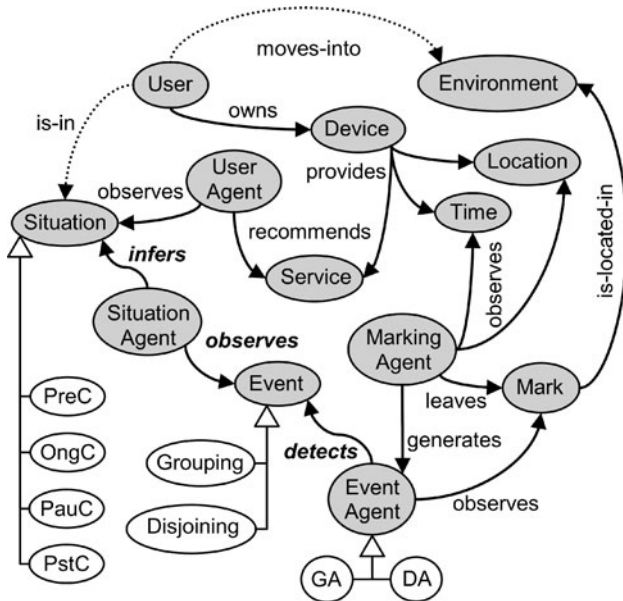 moves-into
User
Environment
is-in
owns
Device
Location
User
Agent
provides
observes
Situation
Time
is-located-in
recommends
infers
Service
observes
Situation
Agent
observes
Marking
Agent
Event
Mark
leaves
PreC
generates
Grouping
detects
OngC
Event
Agent
observes
PauC
Disjoining
PstC
GA
DA